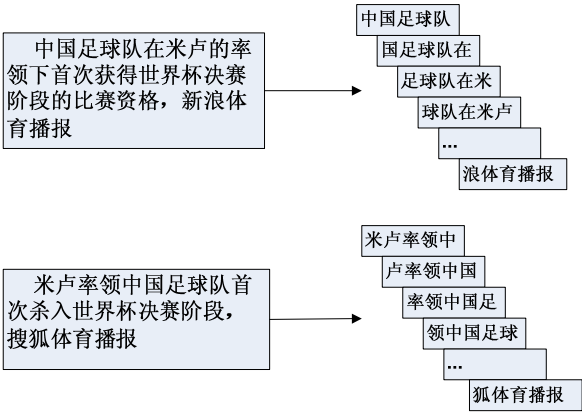 中国足球队在米卢的率
领下首次获得世界杯决赛
阶段的比赛资格，新浪体
育播报
中国足球队
国足球队在
足球队在米
球队在米卢
...
浪体育播报
米卢率领中国足球队首
次杀入世界杯决赛阶段，
搜狐体育播报
米卢率领中
卢率领中国
率领中国足
领中国足球
...
狐体育播报